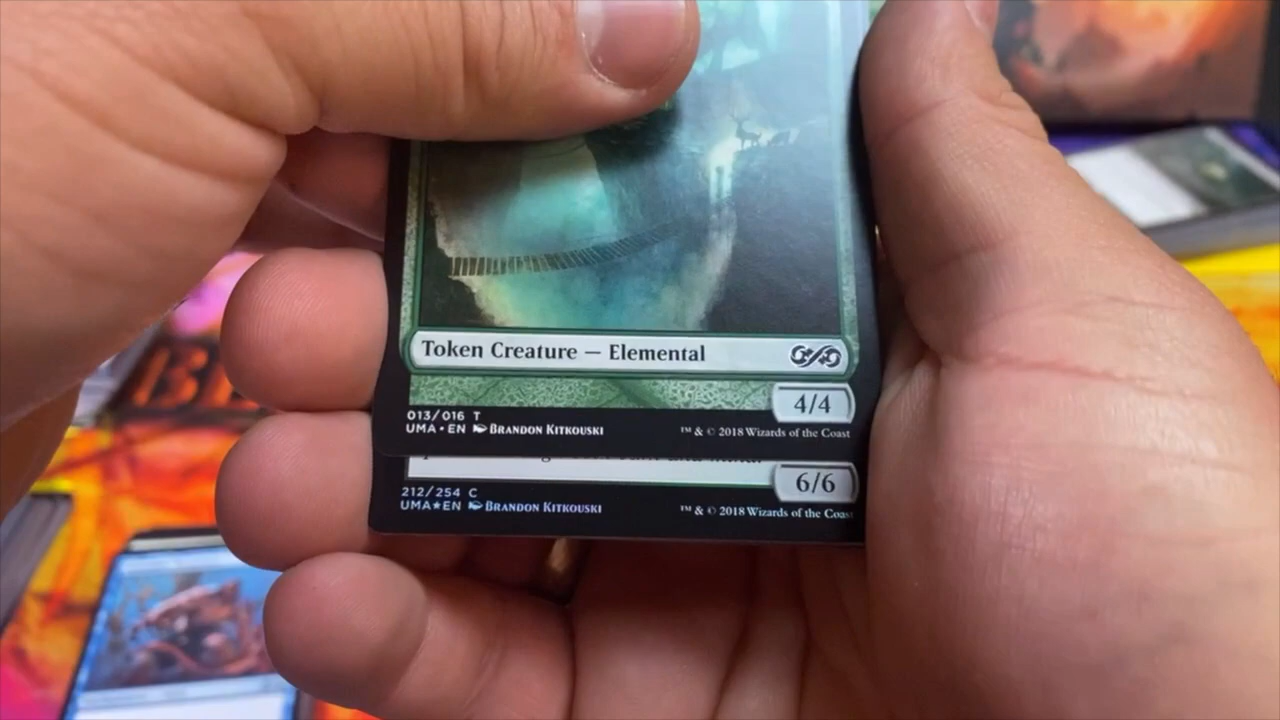 Token Creature — Elemental
4/4
013/016 T
UMA • EN BRANDON KITKOUSKI
™ & © 2018 Wizards of the Coast
6/6
212/254 C
UMA★EN BRANDON KITKOUSKI
™ & © 2018 Wizards of the Coast